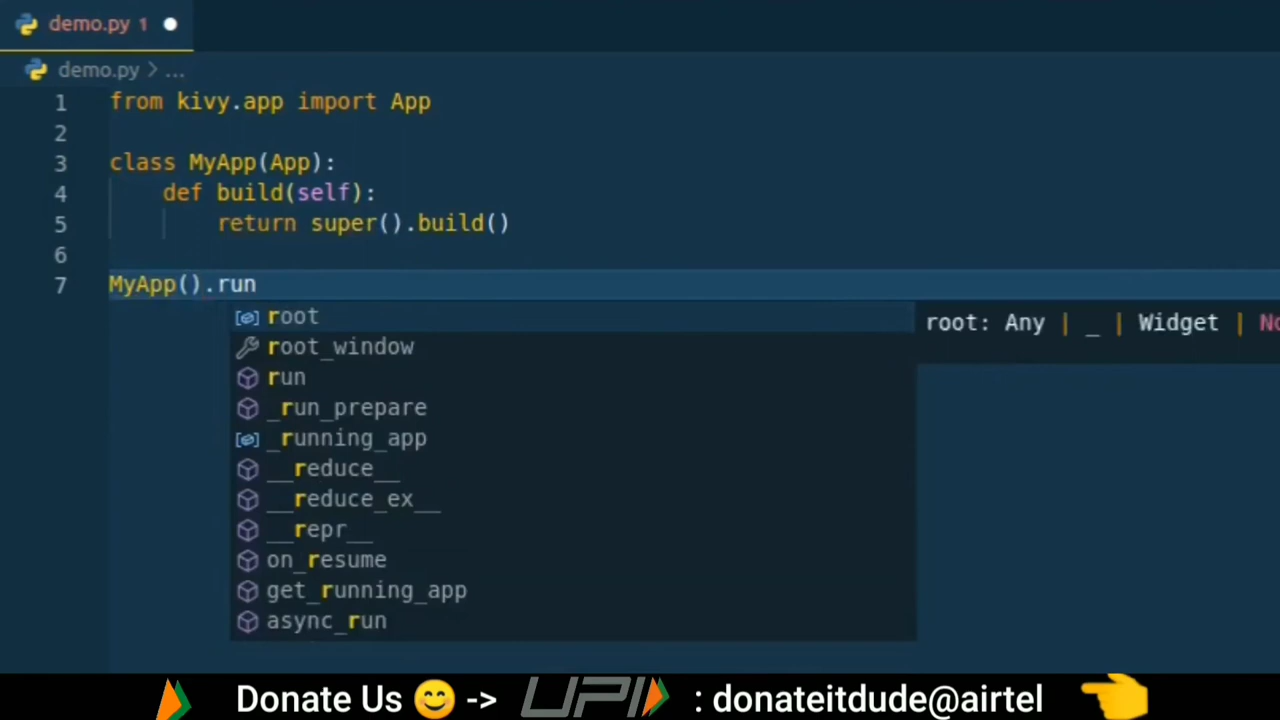 demo.py 1
demo.py > ...
1 from kivy.app import App
2
3 class MyApp(App):
4 def build(self):
5 return super().build()
6
7 MyApp().run
root
root: Any | _ | Widget | No
root_window
run
_run_prepare
_running_app
__reduce__
__reduce_ex__
__repr__
on_resume
get_running_app
async_run
Donate Us 😊 -> UPI : donateitdude@airtel 👈